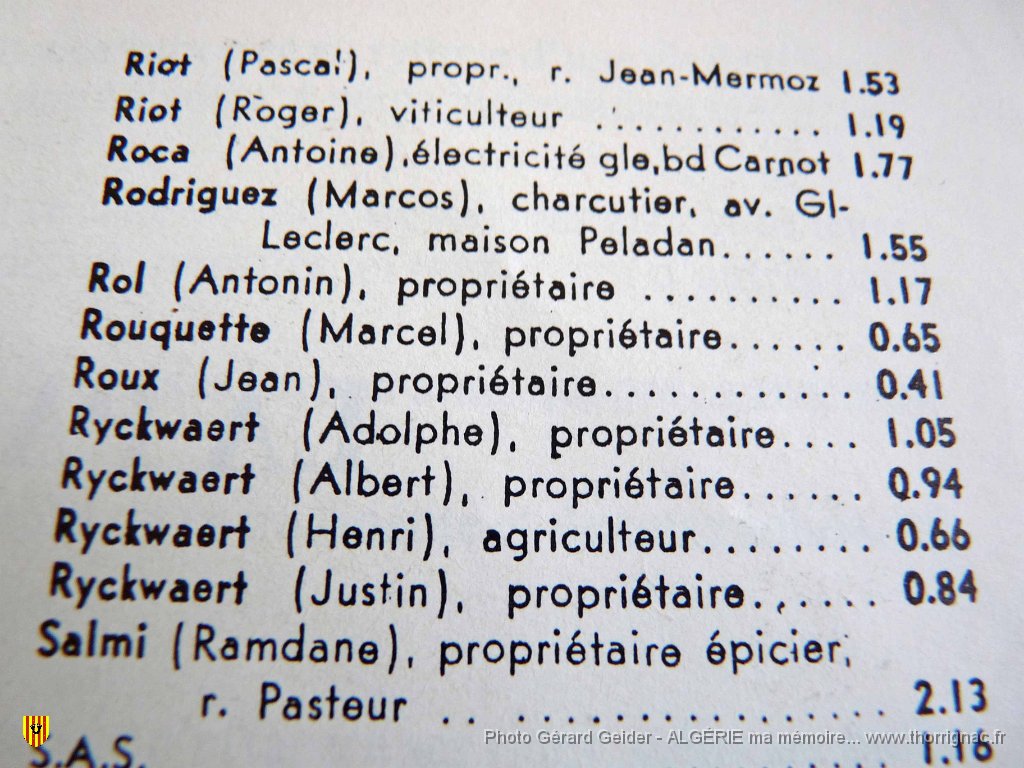 Riot (Pascal), propr., r. Jean-Mermoz 1.53
Riot (Roger), viticulteur ............ 1.19
Roca (Antoine),électricité gle,bd Carnot 1.77
Rodriguez (Marcos), charcutier, av. Gl-
Leclerc, maison Peladan...... 1.55
Rol (Antonin), propriétaire .......... 1.17
Rouquette (Marcel), propriétaire...... 0.65
Roux (Jean), propriétaire............ 0.41
Ryckwaert (Adolphe), propriétaire.... 1.05
Ryckwaert (Albert), propriétaire...... 0.94
Ryckwaert (Henri), agriculteur........ 0.66
Ryckwaert (Justin), propriétaire...... 0.84
Salmi (Ramdane), propriétaire épicier,
r. Pasteur .. ................ 2.13
S.A.S. .. 1.16
Photo Gérard Geider - ALGÉRIE ma mémoire... www.thorrignac.fr